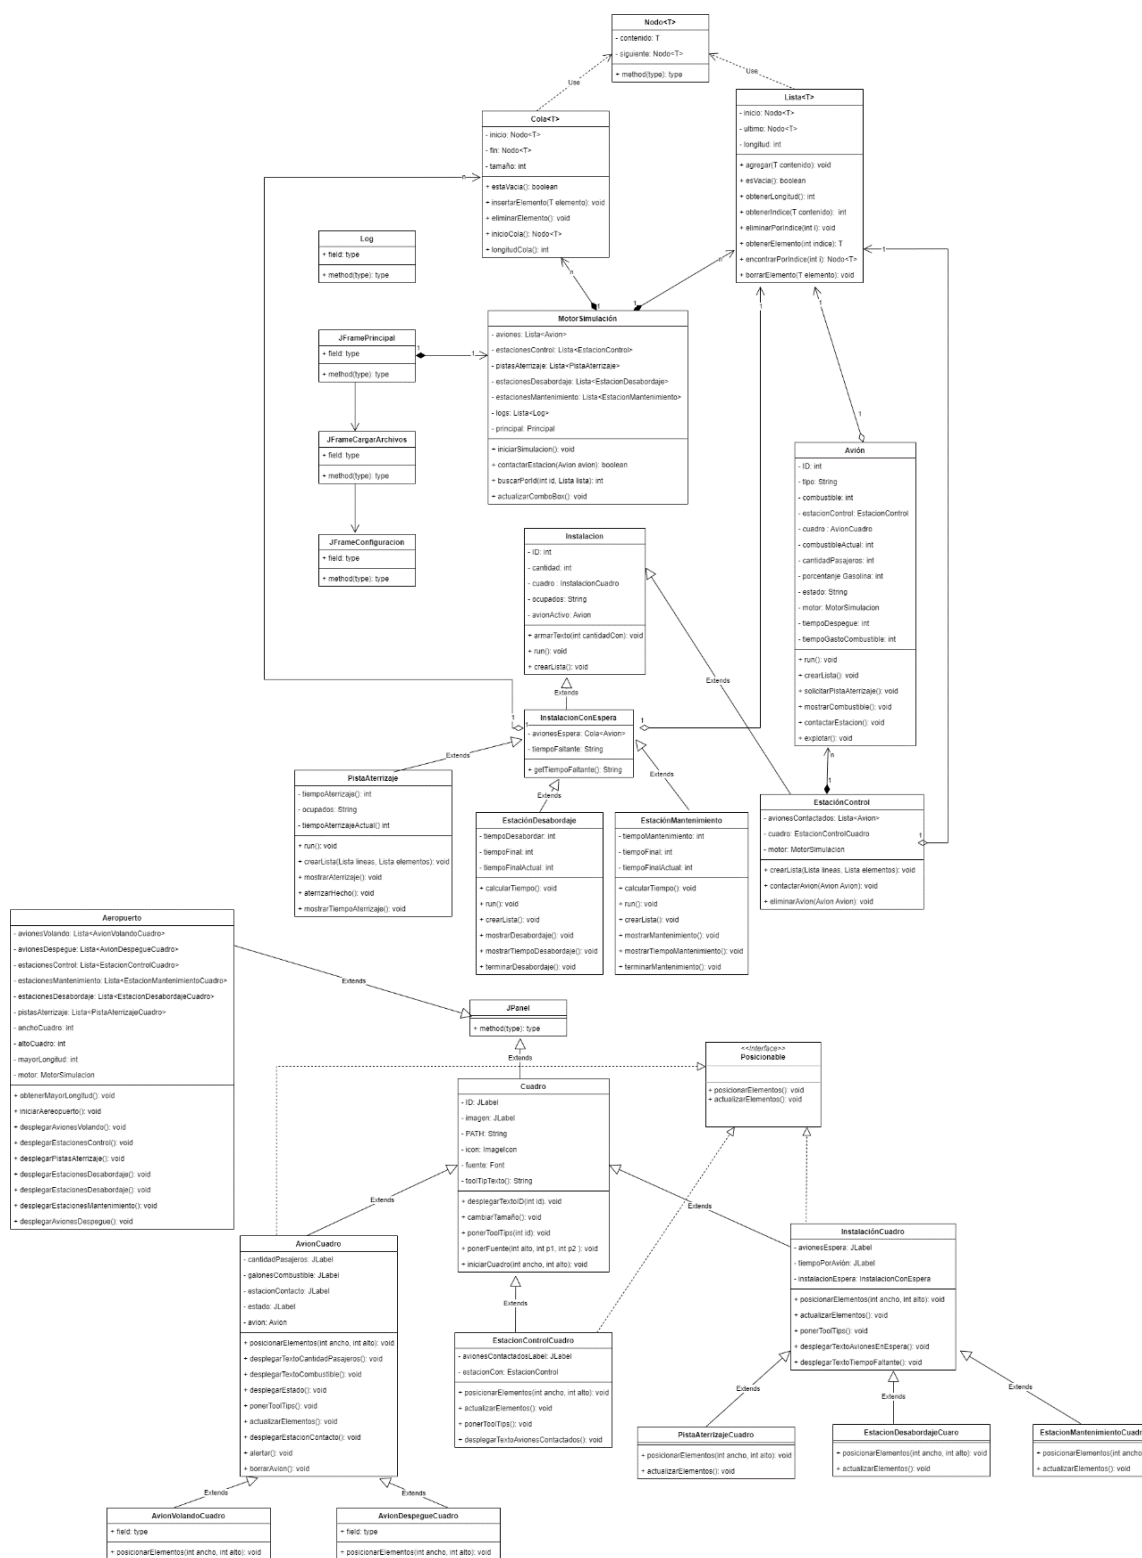 Nodo<T>
- contenido: T
- siguiente: Nodo<T>
+ method(type): type
Use
Use
Cola<T>
- inicio: Nodo<T>
- fin: Nodo<T>
- tamaño: int
+ estaVacia(): boolean
+ insertarElemento(T elemento): void
+ eliminarElemento(): void
+ inicioCola(): Nodo<T>
+ longitudCola(): int
Lista<T>
- inicio: Nodo<T>
- ultimo: Nodo<T>
- longitud: int
+ agregar(T contenido): void
+ esVacia(): boolean
+ obtenerLongitud(): int
+ obtenerIndice(T contenido): int
+ eliminarPorIndice(int i): void
+ obtenerElemento(int indice): T
+ encontrarPorIndice(int i): Nodo<T>
+ borrarElemento(T elemento): void
n
n
n
1
1
1
1
1
Log
+ field: type
+ method(type): type
JFramePrincipal
+ field: type
+ method(type): type
1
1
JFrameCargarArchivos
+ field: type
+ method(type): type
JFrameConfiguracion
+ field: type
+ method(type): type
MotorSimulación
- aviones: Lista<Avion>
- estacionesControl: Lista<EstacionControl>
- pistasAterrizaje: Lista<PistaAterrizaje>
- estacionesDesabordaje: Lista<EstacionDesabordaje>
- estacionesMantenimiento: Lista<EstacionMantenimiento>
- logs: Lista<Log>
- principal: Principal
+ iniciarSimulacion(): void
+ contactarEstacion(Avion avion): boolean
+ buscarPorId(int id, Lista lista): int
+ actualizarComboBox(): void
1
Avión
- ID: int
- tipo: String
- combustible: int
- estacionControl: EstacionControl
- cuadro : AvionCuadro
- combustibleActual: int
- cantidadPasajeros: int
- porcentanje Gasolina: int
- estado: String
- motor: MotorSimulacion
- tiempoDespegue: int
- tiempoGastoCombustible: int
+ run(): void
+ crearLista(): void
+ solicitarPistaAterrizaje(): void
+ mostrarCombustible(): void
+ contactarEstacion(): void
+ explotar(): void
Instalacion
- ID: int
- cantidad: int
- cuadro : InstalacionCuadro
- ocupados: String
- avionActivo: Avion
+ armarTexto(int cantidadCon): void
+ run(): void
+ crearLista(): void
Extends
Extends
InstalacionConEspera
- avionesEspera: Cola<Avion>
- tiempoFaltante: String
+ getTiempoFaltante(): String
1
1
1
Extends
Extends
Extends
n
1
PistaAterrizaje
- tiempoAterrizaje(): int
- ocupados: String
- tiempoAterrizajeActual() int
+ run(): void
+ crearLista(Lista lineas, Lista elementos): void
+ mostrarAterrizaje(): void
+ aterrizarHecho(): void
+ mostrarTiempoAterrizaje(): void
EstaciónDesabordaje
- tiempoDesabordar: int
- tiempoFinal: int
- tiempoFinalActual: int
+ calcularTiempo(): void
+ run(): void
+ crearLista(): void
+ mostrarDesabordaje(): void
+ mostrarTiempoDesabordaje(): void
+ terminarDesabordaje(): void
EstaciónMantenimiento
- tiempoMantenimiento: int
- tiempoFinal: int
- tiempoFinalActual: int
+ calcularTiempo(): void
+ run(): void
+ crearLista(): void
+ mostrarMantenimiento(): void
+ mostrarTiempoMantenimiento(): void
+ terminarMantenimiento(): void
EstaciónControl
- avionesContactados: Lista<Avion>
- cuadro: EstacionControlCuadro
- motor: MotorSimulacion
+ crearLista(Lista lineas, Lista elementos): void
+ contactarAvion(Avion Avion): void
+ eliminarAvion(Avion Avion): void
1
Aeropuerto
- avionesVolando: Lista<AvionVolandoCuadro>
- avionesDespegue: Lista<AvionDespegueCuadro>
- estacionesControl: Lista<EstacionControlCuadro>
- estacionesMantenimiento: Lista<EstacionMantenimientoCuadro>
- estacionesDesabordaje: Lista<EstacionDesabordajeCuadro>
- pistasAterrizaje: Lista<PistaAterrizajeCuadro>
- anchoCuadro: int
- altoCuadro: int
- mayorLongitud: int
- motor: MotorSimulacion
+ obtenerMayorLongitud(): void
+ iniciarAereopuerto(): void
+ desplegarAvionesVolando(): void
+ desplegarEstacionesControl(): void
+ desplegarPistasAterrizaje(): void
+ desplegarEstacionesDesabordaje(): void
+ desplegarEstacionesDesabordaje(): void
+ desplegarEstacionesMantenimiento(): void
+ desplegarAvionesDespegue(): void
Extends
JPanel
+ method(type): type
Extends
<<Interface>>
Posicionable
+ posicionarElementos(): void
+ actualizarElementos(): void
Cuadro
- ID: JLabel
- imagen: JLabel
- PATH: String
- icon: ImageIcon
- fuente: Font
- toolTipTexto(): String
+ desplegarTextoID(int id): void
+ cambiarTamaño(): void
+ ponerToolTips(int id): void
+ ponerFuente(int alto, int p1, int p2 ): void
+ iniciarCuadro(int ancho, int alto): void
Extends
Extends
Extends
AvionCuadro
- cantidadPasajeros: JLabel
- galonesCombustible: JLabel
- estacionContacto: JLabel
- estado: JLabel
- avion: Avion
+ posicionarElementos(int ancho, int alto): void
+ desplegarTextoCantidadPasajeros(): void
+ desplegarTextoCombustible(): void
+ desplegarEstado(): void
+ ponerToolTips(): void
+ actualizarElementos(): void
+ desplegarEstacionContacto(): void
+ alertar(): void
+ borrarAvion(): void
EstacionControlCuadro
- avionesContactadosLabel: JLabel
- estacionCon: EstacionControl
+ posicionarElementos(int ancho, int alto): void
+ actualizarElementos(): void
+ ponerToolTips(): void
+ desplegarTextoAvionesContactados(): void
InstalaciónCuadro
- avionesEspera: JLabel
- tiempoPorAvión: JLabel
- instalacionEspera: InstalacionConEspera
+ posicionarElementos(int ancho, int alto): void
+ actualizarElementos(): void
+ ponerToolTips(): void
+ desplegarTextoAvionesEnEspera(): void
+ desplegarTextoTiempoFaltante(): void
Extends
Extends
Extends
PistaAterrizajeCuadro
+ posicionarElementos(int ancho, int alto): void
+ actualizarElementos(): void
EstacionDesabordajeCuaro
+ posicionarElementos(int ancho, int alto): void
+ actualizarElementos(): void
EstacionMantenimientoCuadr
+ posicionarElementos(int ancho, int alto):
+ actualizarElementos(): void
Extends
Extends
AvionVolandoCuadro
+ field: type
+ posicionarElementos(int ancho, int alto): void
AvionDespegueCuadro
+ field: type
+ posicionarElementos(int ancho, int alto): void